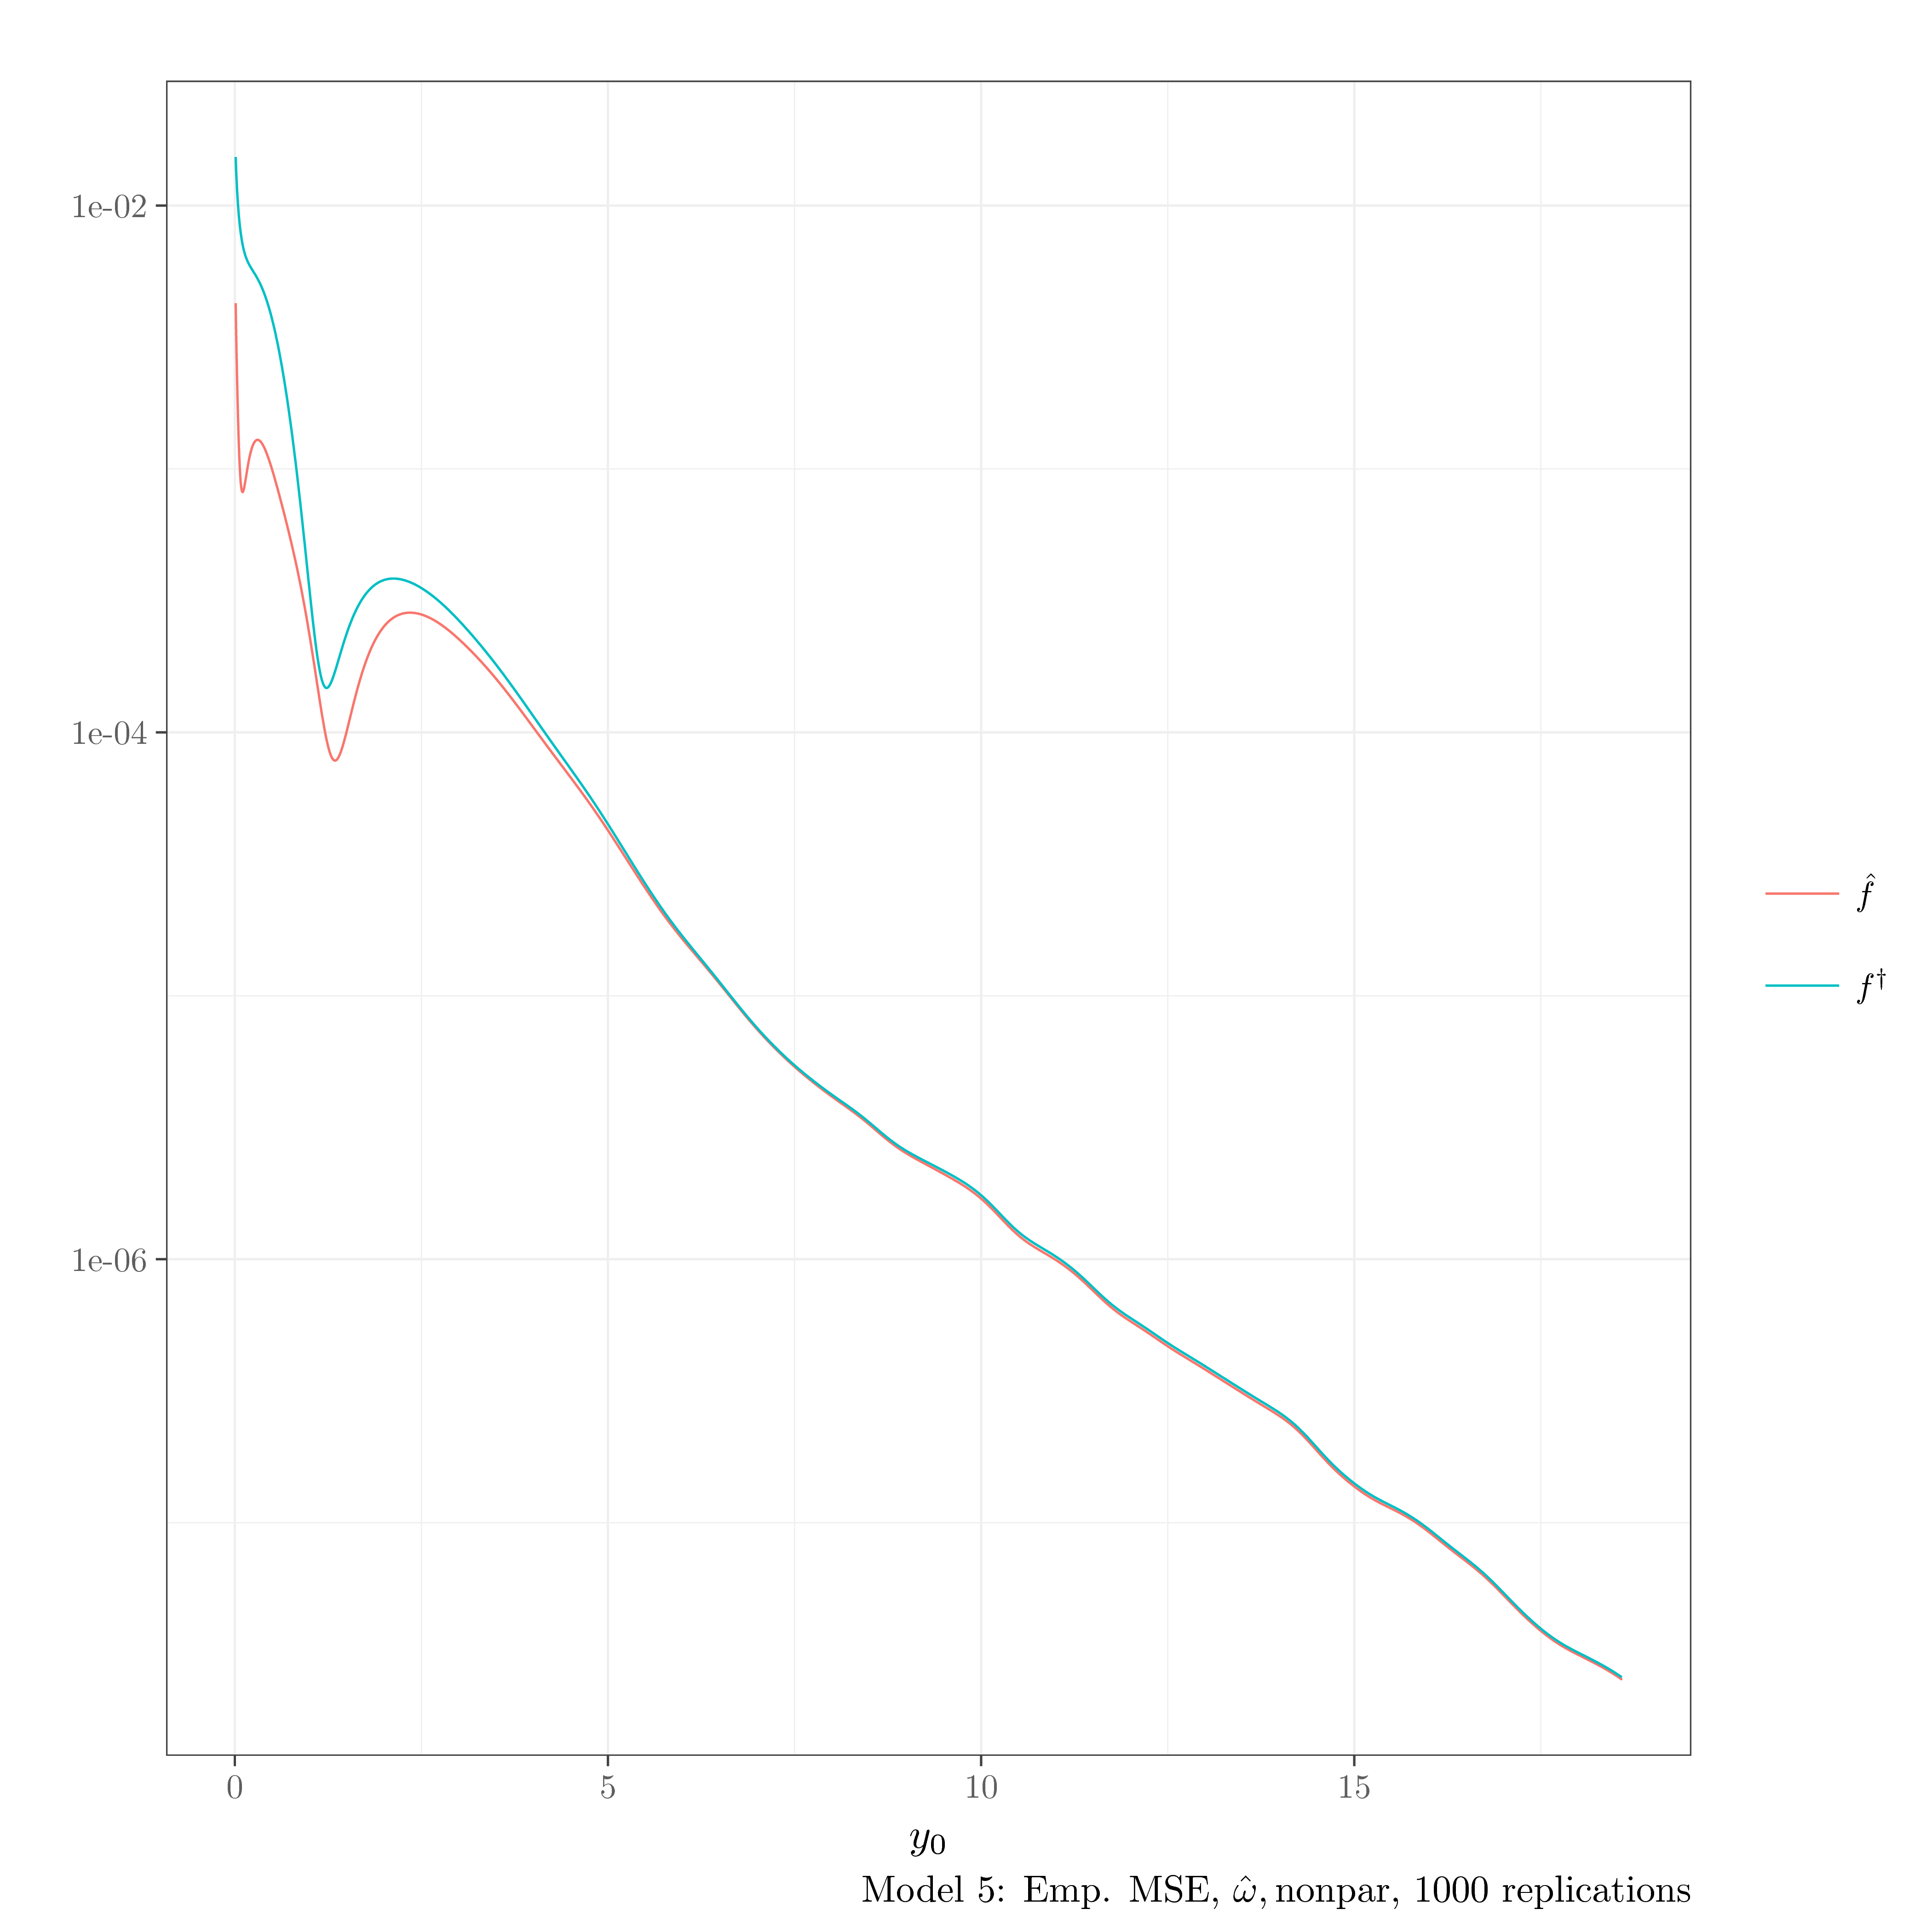 1e-02
1e-04
1e-06
0 5 10 15
y₀
f̂
f†
Model 5: Emp. MSE, ω̂, nonpar, 1000 replications